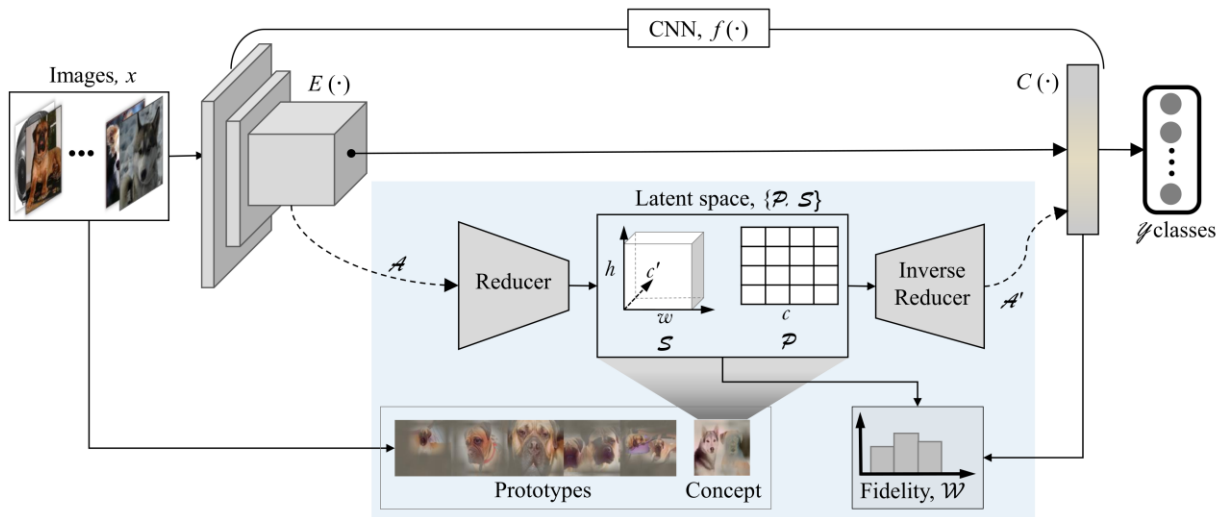 CNN, f(·)
Images, x
E (·)
C (·)
Latent space, {𝒫, 𝒮}
𝒴 classes
𝒜
Reducer
h
c'
w
𝒮
c
𝒫
Inverse
Reducer
𝒜'
Prototypes
Concept
Fidelity, 𝒲